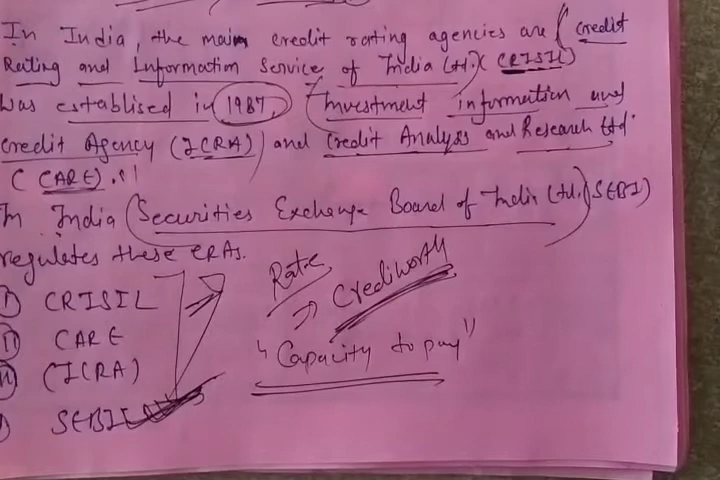 In India, the main credit rating agencies are (Credit
Rating and Information Service of India Ltd.) (CRISIL)
was establised in 1987, (Investment information and
credit Agency (ICRA)) and Credit Analysis and Research Ltd.
(CARE).
In India (Securities Exchange Board of India Ltd.) (SEBI)
regulates these CRAs.
CRISIL
CARE
(ICRA)
SEBI
Rate
→ Crediworth
"Capacity to pay"